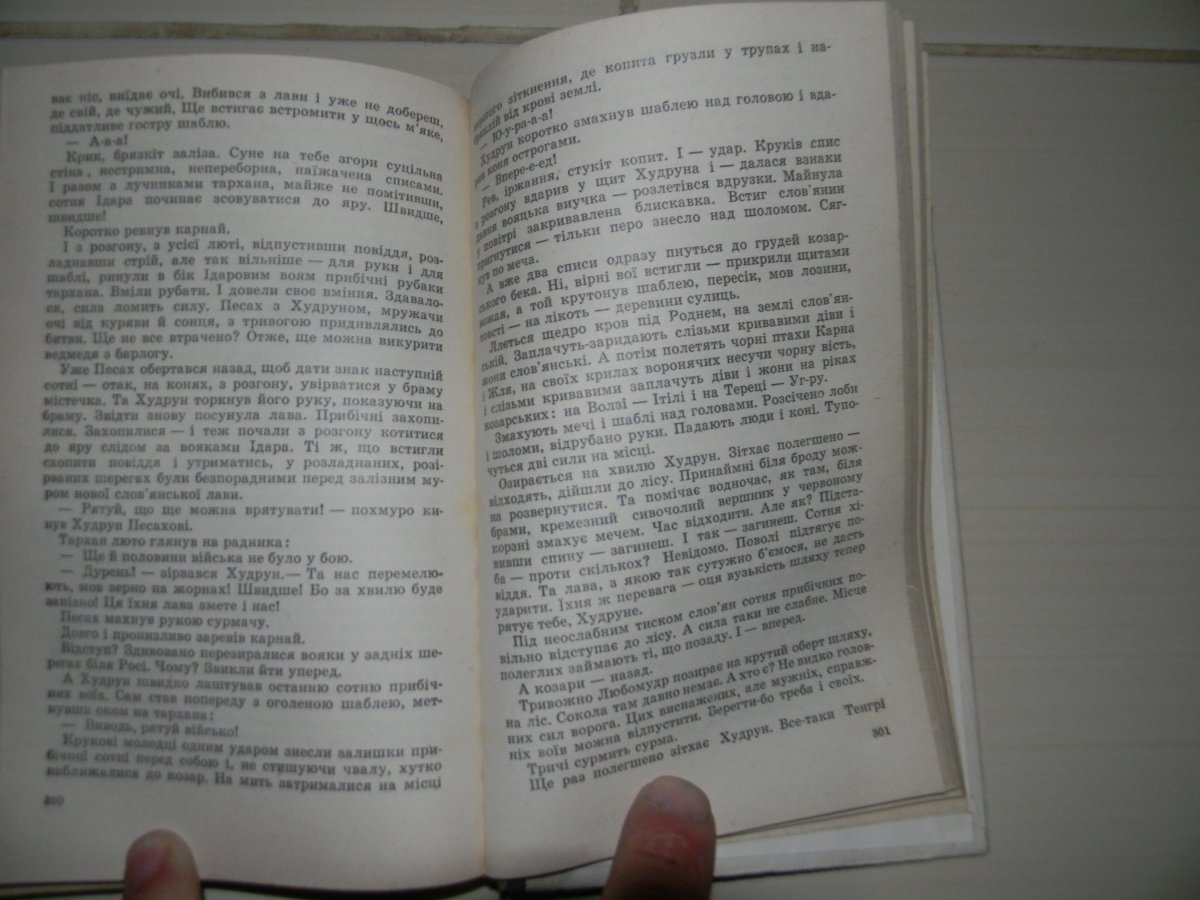 ває ніс, виїдає очі. Вибився з лави і уже не добереш,
де свій, де чужий. Ще встигає встромити у щось м'яке,
піддатливе гостру шаблю.
— А-а-а!
Крик, брязкіт заліза. Суне на тебе згори суцільна
стіна, нестримна, непереборна, наїжачена списами.
І разом з лучниками тархана, майже не помітивши,
сотня Ідара починає зсовуватися до яру. Швидше,
швидше!
Коротко ревнув карнай.
І з розгону, з усієї люті, відпустивши повіддя, роз-
ладнавши стрій, але так вільніше — для руки і для
шаблі, ринули в бік Ідаровим воям прибічні рубаки
тархана. Вміли рубати. І довели своє вміння. Здавало-
ся, сила ломить силу. Песах з Худруном, мружачи
очі від куряви й сонця, з тривогою придивлялись до
битви. Ще не все втрачено? Отже, ще можна викурити
ведмедя з барлогу.
Уже Песах обертався назад, щоб дати знак наступній
сотні — отак, на конях, з розгону, увірватися у браму
містечка. Та Худрун торкнув його руку, показуючи на
браму. Звідти знову посунула лава. Прибічні захопи-
лися. Захопилися — і теж почали з розгону котитися
до яру слідом за вояками Ідара. Ті ж, що встигли
схопити повіддя і утриматись, у розладнаних, розі-
рваних шерегах були безпорадними перед залізним му-
ром нової слов'янської лави.
— Рятуй, що ще можна врятувати! — похмуро ки-
нув Худрун Песахові.
Тархан люто глянув на радника:
— Ще й половини війська не було у бою.
— Дурень! — зірвався Худрун.— Та нас перемелю-
ють, мов зерно на жорнах! Швидше! Бо за хвилю буде
запізно! Ця їхня лава змете і нас!
Песах махнув рукою сурмачу.
Довго і пронизливо заревів карнай.
Відступ? Здивовано перезиралися вояки у задніх ше-
регах біля Росі. Чому? Звикли йти уперед.
А Худрун швидко лаштував останню сотню прибіч-
них воїв. Сам став попереду з оголеною шаблею, мет-
нувши оком на тархана:
— Виводь, рятуй військо!
Крукові молодці одним ударом знесли залишки при-
бічної сотні перед собою і, не стишуючи чвалу, хутко
наближалися до козар. На мить затрималися на місці
300
першого зіткнення, де копита грузли у трупах і на-
від крові землі.
— Ю-у-ра-а-а!
Худрун коротко змахнув шаблею над головою і вда-
рив коня острогами.
— Впере-е-ед!
Рев, іржання, стукіт копит. І — удар. Круків спис
з розгону вдарив у щит Худруна і — далася взнаки
давня вояцька виучка — розлетівся вдрузки. Майнула
у повітрі закривавлена блискавка. Встиг слов'янин
пригнутися — тільки перо знесло над шоломом. Сяг-
нув по меча.
А вже два списи одразу пнуться до грудей козар-
ського бека. Ні, вірні вої встигли — прикрили щитами
вожая, а той крутонув шаблею, пересік, мов лозини,
товсті — на лікоть — деревини сулиць.
Ллється щедро кров під Роднем, на землі слов'ян-
ській. Заплачуть-заридають слізьми кривавими діви і
жони слов'янські. А потім полетять чорні птахи Карна
і Жля, на своїх крилах воронячих несучи чорну вість,
і слізьми кривавими заплачуть діви і жони на ріках
козарських: на Волзі — Ітілі і на Тереці — Уг-ру.
Змахують мечі і шаблі над головами. Розсічено лоби
і шоломи, відрубано руки. Падають люди і коні. Тупо-
чуться дві сили на місці.
Озирається на хвилю Худрун. Зітхає полегшено —
відходять, дійшли до лісу. Принаймні біля броду мож-
на розвернутися. Та помічає водночас, як там, біля
брами, кремезний сивочолий вершник у червоному
корзні змахує мечем. Час відходити. Але як? Підста-
вивши спину — загинеш. І так — загинеш. Сотня хі-
ба — проти скількох? Невідомо. Поволі підтягує по-
віддя. Та лава, з якою так сутужно б'ємося, не дасть
ударити. Їхня ж перевага — оця вузькість шляху тепер
рятує тебе, Худруне.
Під неослабним тиском слов'ян сотня прибічних по-
вільно відступає до лісу. А сила таки не слабне. Місце
полеглих займають ті, що позаду. І — вперед.
А козари — назад.
Тривожно Любомудр позирає на крутий оберт шляху,
на ліс. Сокола там давно немає. А хто є? Не видко голов-
них сил ворога. Цих виснажених, але мужніх, справж-
ніх воїв можна відпустити. Берегти-бо треба і своїх.
Тричі сурмить сурма.
Ще раз полегшено зітхає Худрун. Все-таки Тенгрі
301